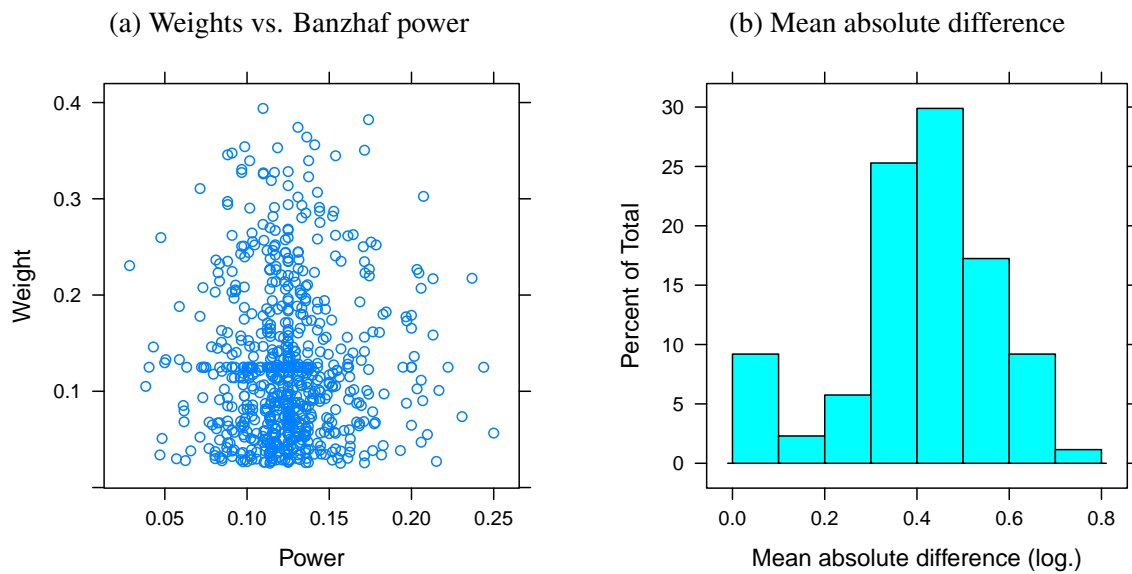 (a) Weights vs. Banzhaf power
Weight
0.4
0.3
0.2
0.1
0.05 0.10 0.15 0.20 0.25
Power
(b) Mean absolute difference
Percent of Total
30
25
20
15
10
5
0
0.0 0.2 0.4 0.6 0.8
Mean absolute difference (log.)